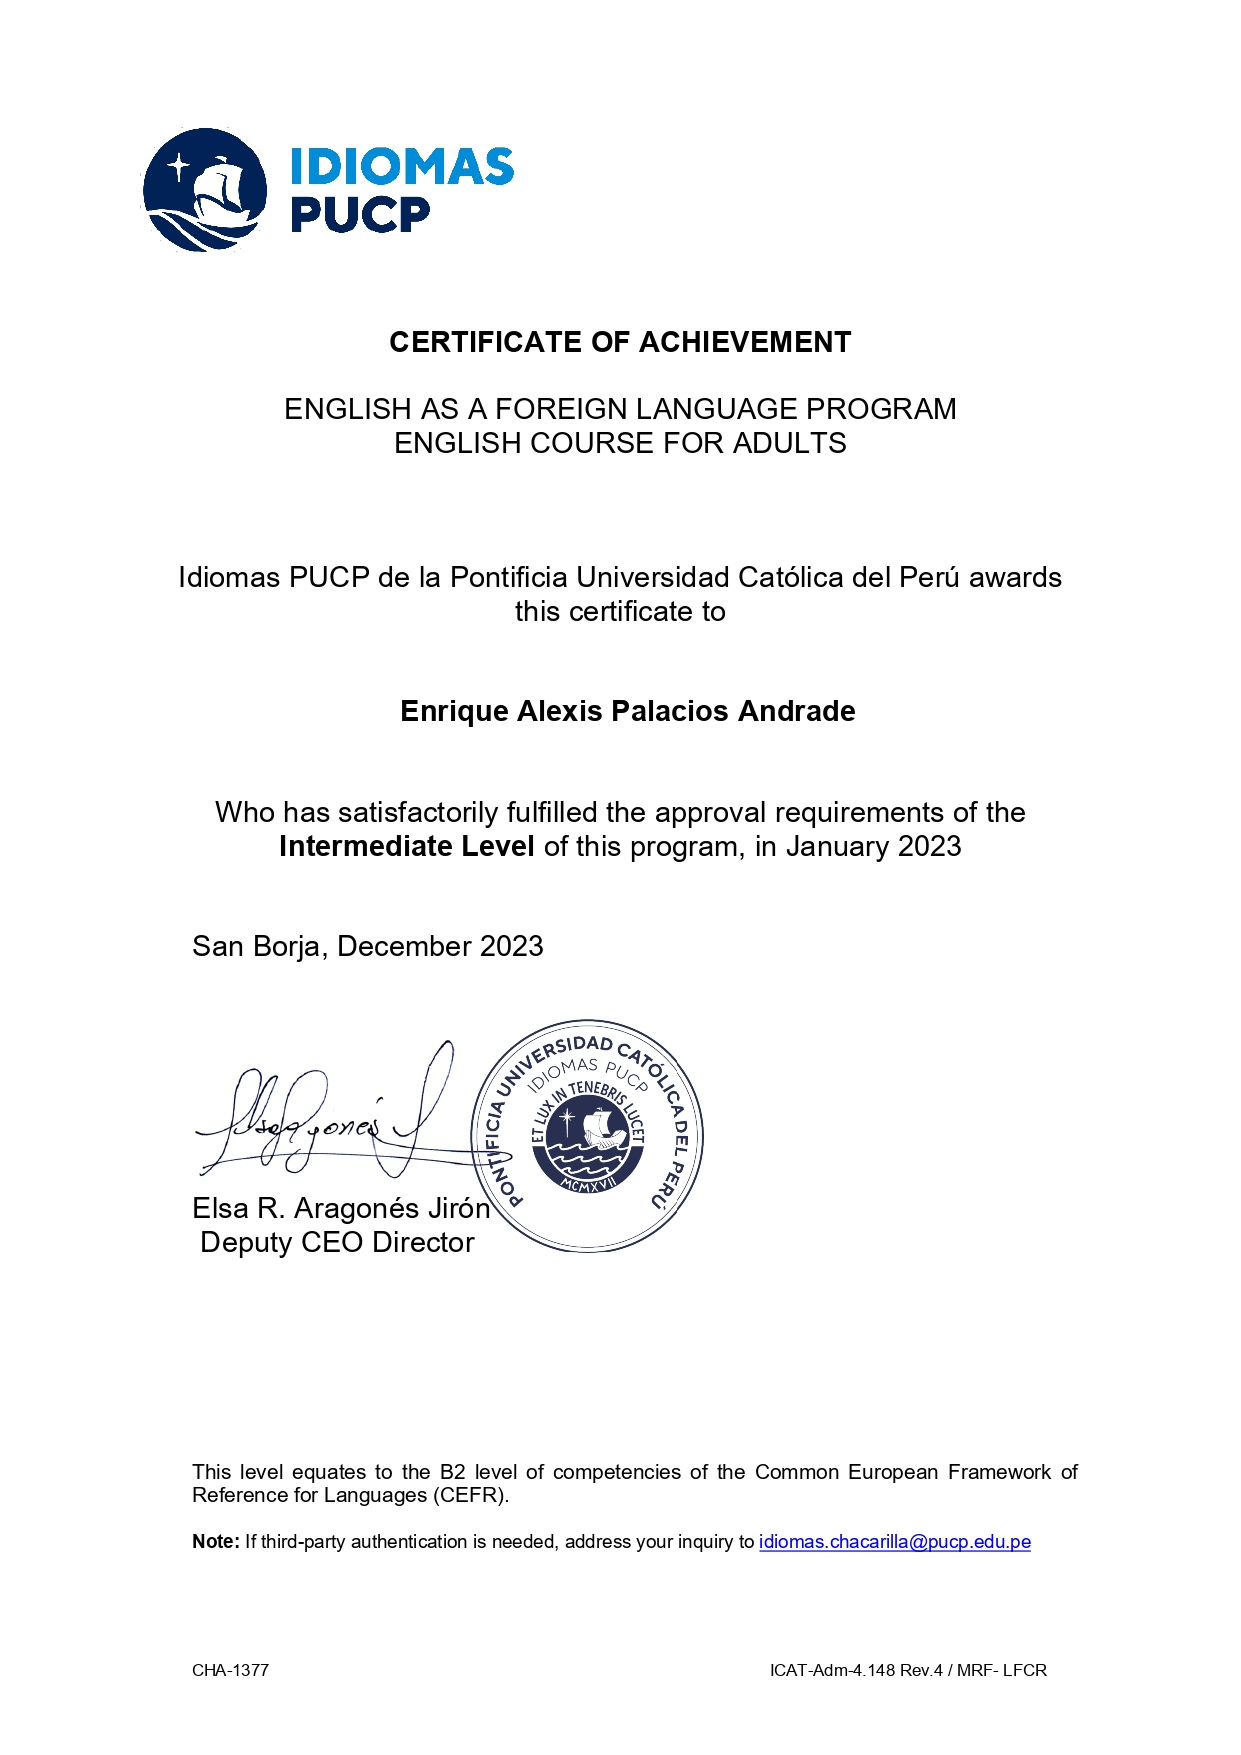 IDIOMAS
PUCP
CERTIFICATE OF ACHIEVEMENT
ENGLISH AS A FOREIGN LANGUAGE PROGRAM
ENGLISH COURSE FOR ADULTS
Idiomas PUCP de la Pontificia Universidad Católica del Perú awards
this certificate to
Enrique Alexis Palacios Andrade
Who has satisfactorily fulfilled the approval requirements of the
Intermediate Level of this program, in January 2023
San Borja, December 2023
PONTIFICIA UNIVERSIDAD CATÓLICA DEL PERÚ
IDIOMAS PUCP
ET LUX IN TENEBRIS LUCET
MCMXVII
Elsa R. Aragonés Jirón
Deputy CEO Director
This level equates to the B2 level of competencies of the Common European Framework of
Reference for Languages (CEFR).
Note: If third-party authentication is needed, address your inquiry to idiomas.chacarilla@pucp.edu.pe
CHA-1377 ICAT-Adm-4.148 Rev.4 / MRF- LFCR